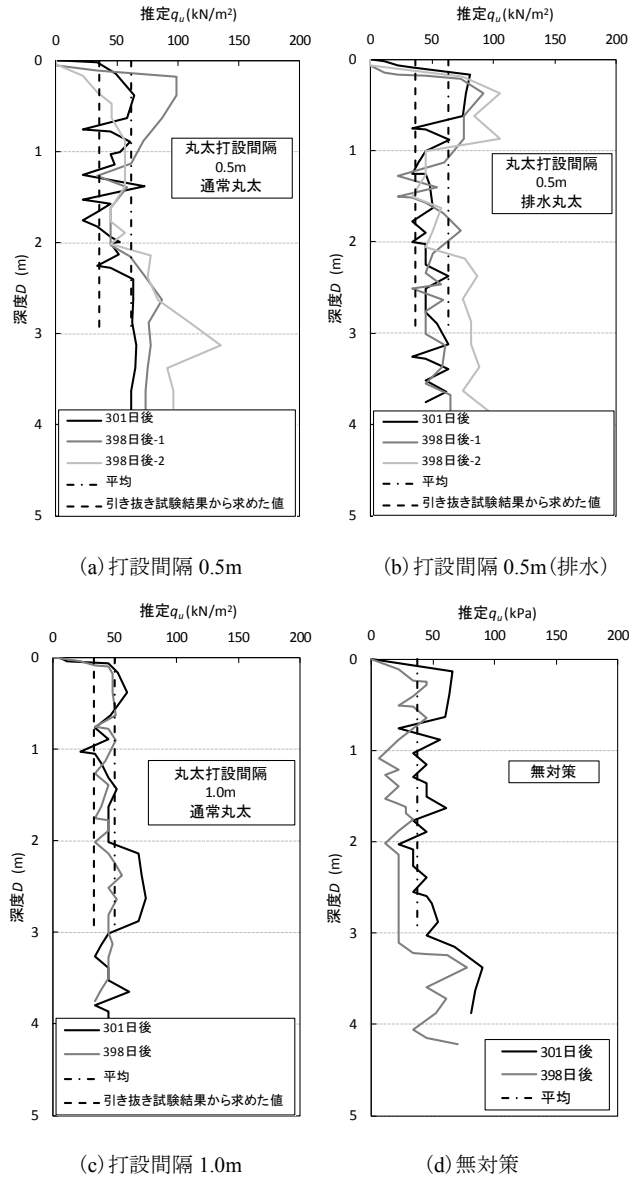 推定qu(kN/m²)
0 50 100 150 200
0
1
2
3
4
5
深度D (m)
丸太打設間隔
0.5m
通常丸太
301日後
398日後-1
398日後-2
平均
引き抜き試験結果から求めた値
(a)打設間隔 0.5m
推定qu(kN/m²)
0 50 100 150 200
0
1
2
3
4
5
深度D (m)
丸太打設間隔
0.5m
排水丸太
301日後
398日後-1
398日後-2
平均
引き抜き試験結果から求めた値
(b)打設間隔 0.5m(排水)
推定qu(kN/m²)
0 50 100 150 200
0
1
2
3
4
5
深度D (m)
丸太打設間隔
1.0m
通常丸太
301日後
398日後
平均
引き抜き試験結果から求めた値
(c)打設間隔 1.0m
推定qu(kPa)
0 50 100 150 200
0
1
2
3
4
5
深度D (m)
無対策
301日後
398日後
平均
(d)無対策